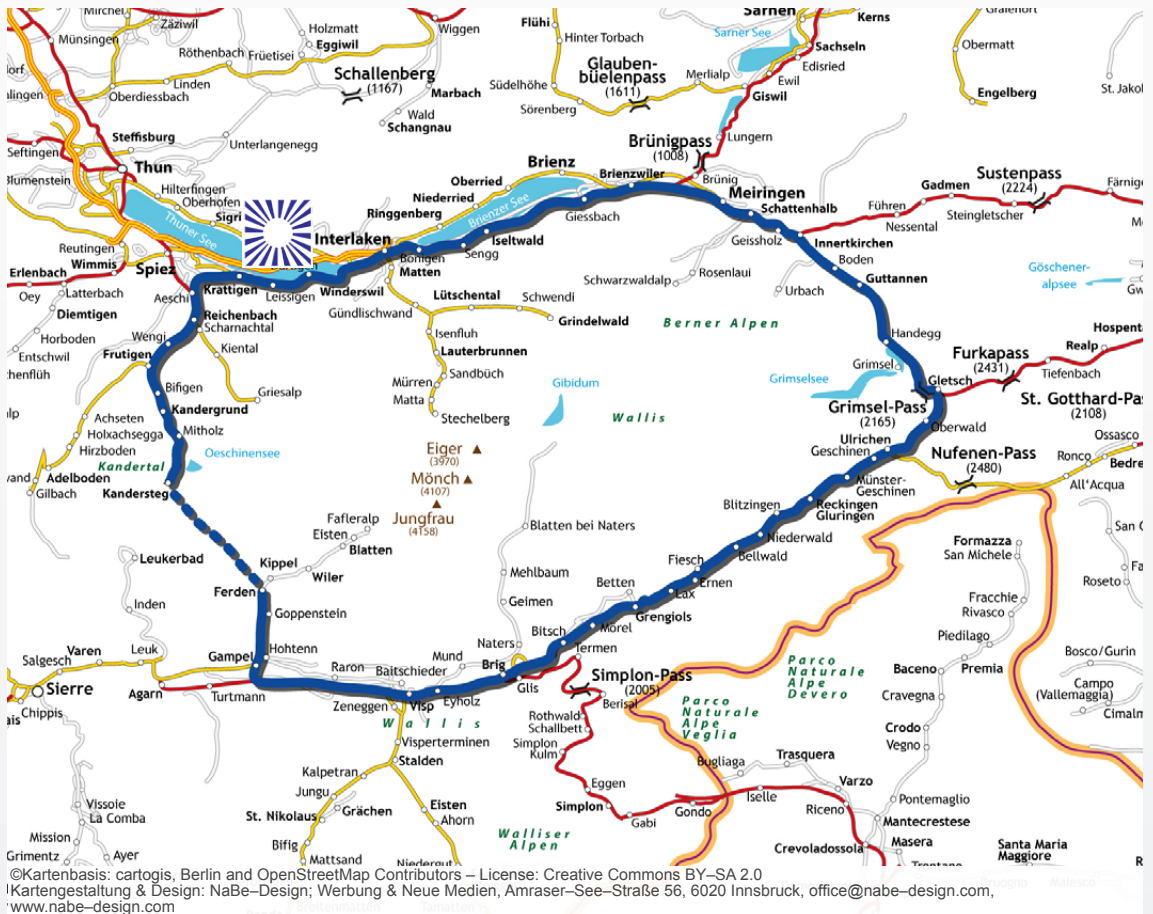 Mirchel
Zäziwil
Münsingen
Holzmatt
Eggiwil
Röthenbach
Früetisei
Wiggen
Linden
Oberdiessbach
Schallenberg
(1167)
Marbach
Wald
Schangnau
Flühi
Hinter Torbach
Südelhöhe
Sörenberg
Glauben-
büelenpass
(1611)
Merlialp
Sarnen
Sarner See
Kerns
Sachseln
Edisried
Ewil
Giswil
Lungern
Grafenort
Obermatt
Engelberg
St. Jakob
Steffisburg
Seftingen
Blumenstein
Thun
Unterlangenegg
Hilterfingen
Oberhofen
Thuner See
Reutingen
Wimmis
Erlenbach
Oey
Latterbach
Diemtigen
Horboden
Entschwil
Spiez
Aeschi
Krattigen
Leissigen
Därligen
Interlaken
Ringgenberg
Niederried
Oberried
Brienz
Brienzer See
Brienzwiler
Brünigpass
(1008)
Brünig
Meiringen
Schattenhalb
Giessbach
Iseltwald
Sengg
Bönigen
Matten
Winderswil
Geissholz
Innertkirchen
Boden
Guttannen
Führen
Nessental
Gadmen
Steingletscher
Sustenpass
(2224)
Göschener-
alpsee
Schwarzwaldalp
Rosenlaui
Urbach
Gündlischwand
Lütschental
Schwendi
Grindelwald
Isenfluh
Lauterbrunnen
Sandbüch
Mürren
Matta
Stechelberg
Berner Alpen
Handegg
Grimsel
Grimselsee
Gletsch
Grimsel-Pass
(2165)
Furkapass
(2431)
Tiefenbach
Realp
St. Gotthard-Pas
(2108)
Reichenbach
Scharnachtal
Wengi
Kiental
Frutigen
Griesalp
Bifigen
Kandergrund
Mitholz
Achseten
Holxachsegga
Hirzboden
Kandertal
Adelboden
Gilbach
Oeschinensee
Kandersteg
Gibidum
Wallis
Eiger
(3970)
Mönch
(4107)
Jungfrau
(4158)
Oberwald
Ulrichen
Geschinen
Münster-
Geschinen
Nufenen-Pass
(2480)
Ossasco
Ronco
All'Acqua
Reckingen
Gluringen
Blitzingen
Niederwald
Bellwald
Fiesch
Ernen
Lax
Betten
Grengiols
Mörel
Bitsch
Termen
Blatten bei Naters
Mehlbaum
Geimen
Naters
Brig
Glis
Fafleralp
Eisten
Blatten
Kippel
Wiler
Ferden
Goppenstein
Leukerbad
Inden
Hohtenn
Gampel
Leuk
Varen
Salgesch
Sierre
Chippis
Agarn
Turtmann
Raron
Baitschieder
Mund
Zeneggen
Visp
Eyholz
Wallis
Visperterminen
Stalden
Kalpetran
Jungu
St. Nikolaus
Grächen
Eisten
Ahorn
Bifig
Mattsand
Niedergut
Simplon-Pass
(2005)
Berisal
Rothwald
Schallbett
Simplon
Kulm
Eggen
Simplon
Gabi
Gondo
Iselle
Bugliaga
Trasquera
Varzo
Riceno
Parco
Naturale
Alpe
Veglia
Parco
Naturale
Alpe
Devero
Formazza
San Michele
Fracchie
Rivasco
Piedilago
Premia
Baceno
Cravegna
Crodo
Vegno
Pontemaglio
Mantecrestese
Masera
Crevoladossola
Santa Maria
Maggiore
Roseto
Bosco/Gurin
Campo
(Vallemaggia)
Walliser
Alpen
Vissoie
La Comba
Mission
Grimentz
Ayer
©Kartenbasis: cartogis, Berlin and OpenStreetMap Contributors – License: Creative Commons BY–SA 2.0
Kartengestaltung & Design: NaBe–Design; Werbung & Neue Medien, Amraser–See–Straße 56, 6020 Innsbruck, office@nabe–design.com,
www.nabe–design.com